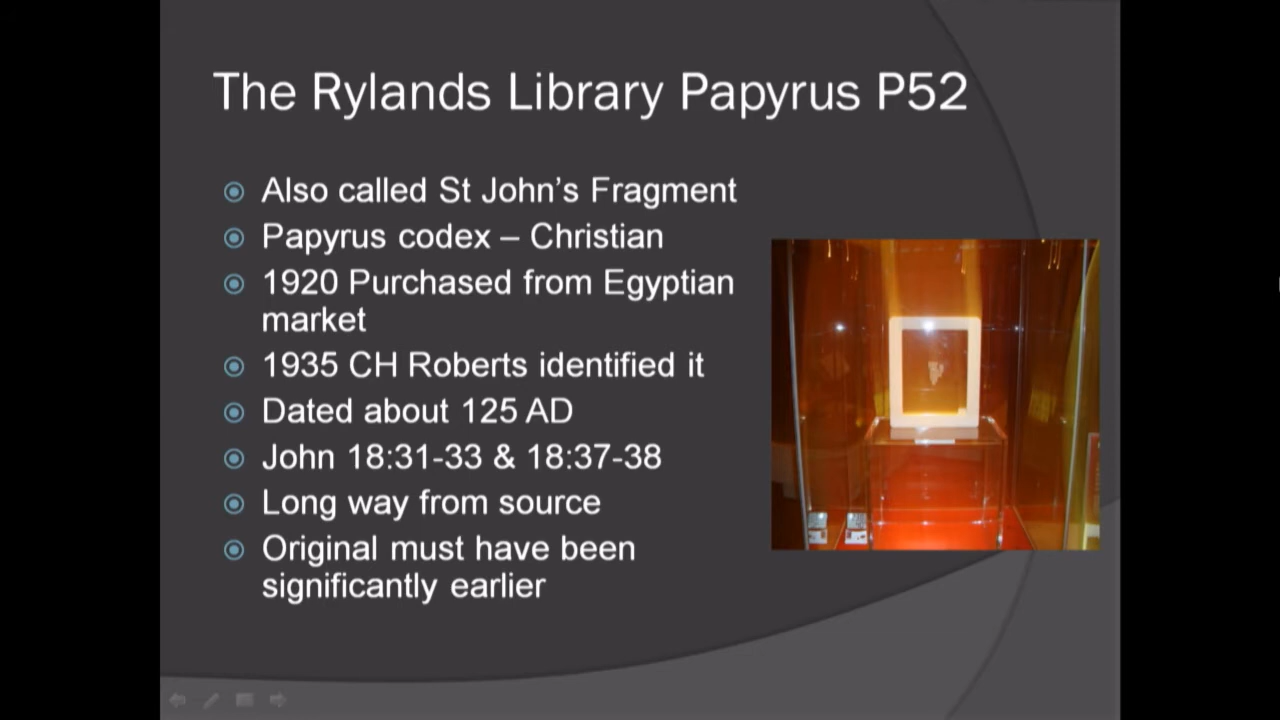 The Rylands Library Papyrus P52
Also called St John’s Fragment
Papyrus codex – Christian
1920 Purchased from Egyptian
market
1935 CH Roberts identified it
Dated about 125 AD
John 18:31-33 & 18:37-38
Long way from source
Original must have been
significantly earlier